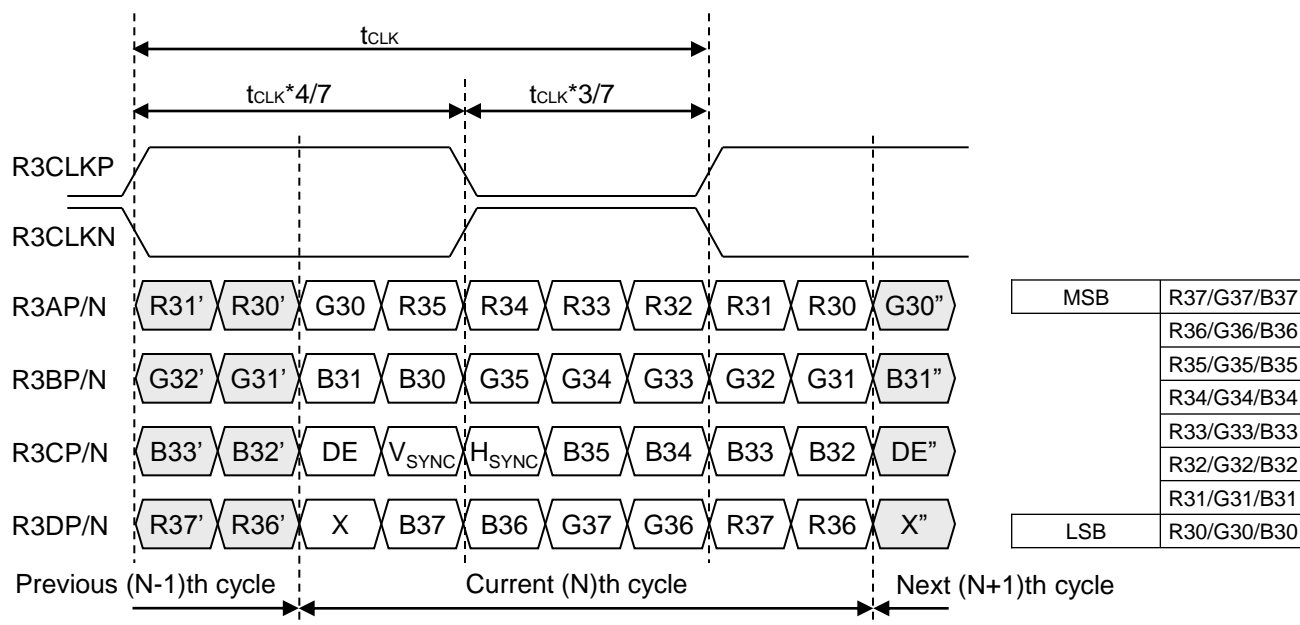 tCLK
tCLK*4/7 tCLK*3/7
R3CLKP
R3CLKN
R3AP/N R31’ R30’ G30 R35 R34 R33 R32 R31 R30 G30”
R3BP/N G32’ G31’ B31 B30 G35 G34 G33 G32 G31 B31”
R3CP/N B33’ B32’ DE VSYNC HSYNC B35 B34 B33 B32 DE”
R3DP/N R37’ R36’ X B37 B36 G37 G36 R37 R36 X”
Previous (N-1)th cycle Current (N)th cycle Next (N+1)th cycle
MSB R37/G37/B37
R36/G36/B36
R35/G35/B35
R34/G34/B34
R33/G33/B33
R32/G32/B32
R31/G31/B31
LSB R30/G30/B30